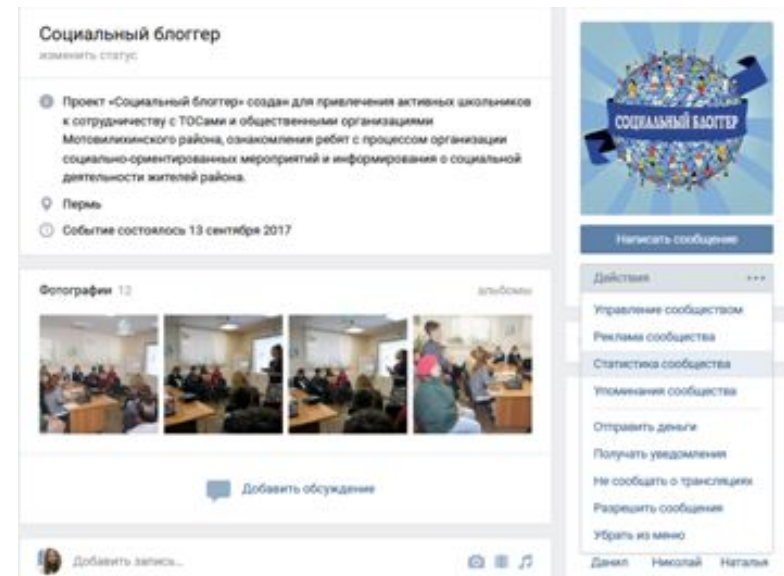 Социальный блоггер
изменить статус
Проект «Социальный блоггер» создан для привлечения активных школьников
к сотрудничеству с ТОСами и общественными организациями
Мотовилихинского района, ознакомления ребят с процессом организации
социально-ориентированных мероприятий и информирования о социальной
деятельности жителей района.
Пермь
Событие состоялось 13 сентября 2017
Фотографии 12
альбомы
Добавить обсуждение
Добавить запись...
СОЦИАЛЬНЫЙ БЛОГГЕР
Написать сообщение
Действия
Управление сообществом
Реклама сообщества
Статистика сообщества
Упоминания сообщества
Отправить деньги
Получать уведомления
Не сообщать о трансляциях
Разрешить сообщения
Убрать из меню
Данил Николай Наталья